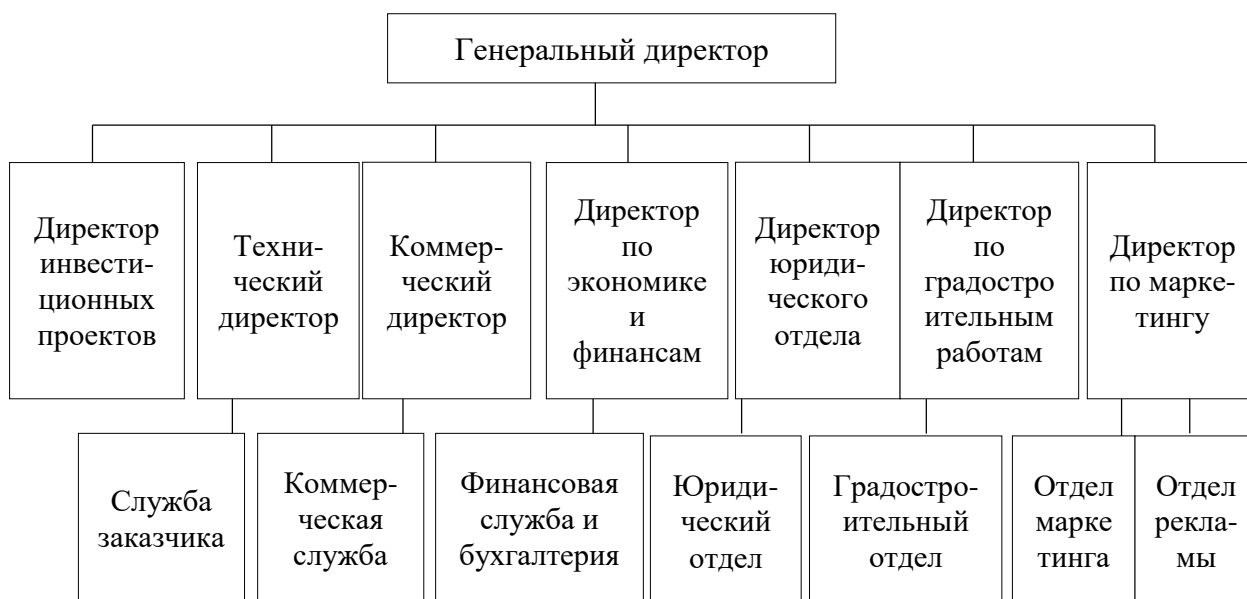 Генеральный директор
Директор
инвести-
ционных
проектов
Техни-
ческий
директор
Коммер-
ческий
директор
Директор
по
экономике
и
финансам
Директор
юриди-
ческого
отдела
Директор
по
градостро
ительным
работам
Директор
по марке-
тингу
Служба
заказчика
Коммер-
ческая
служба
Финансовая
служба и
бухгалтерия
Юриди-
ческий
отдел
Градостро-
ительный
отдел
Отдел
марке
тинга
Отдел
рекла-
мы